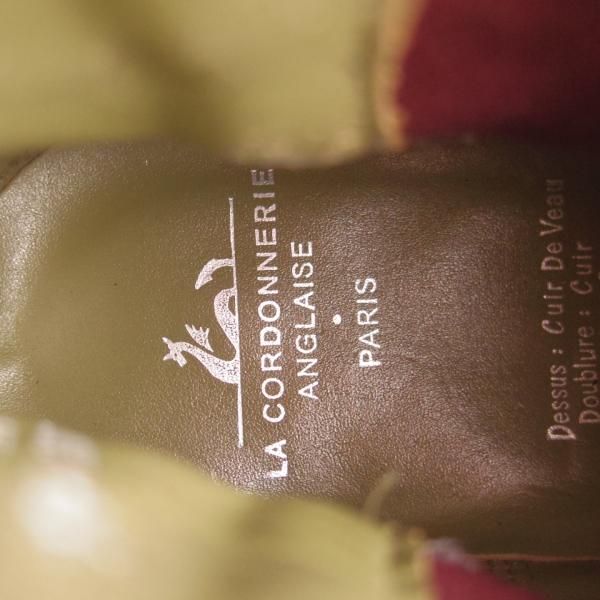 LA CORDONNERIE
ANGLAISE
•
PARIS
Dessus : Cuir De Veau
Doublure : Cuir